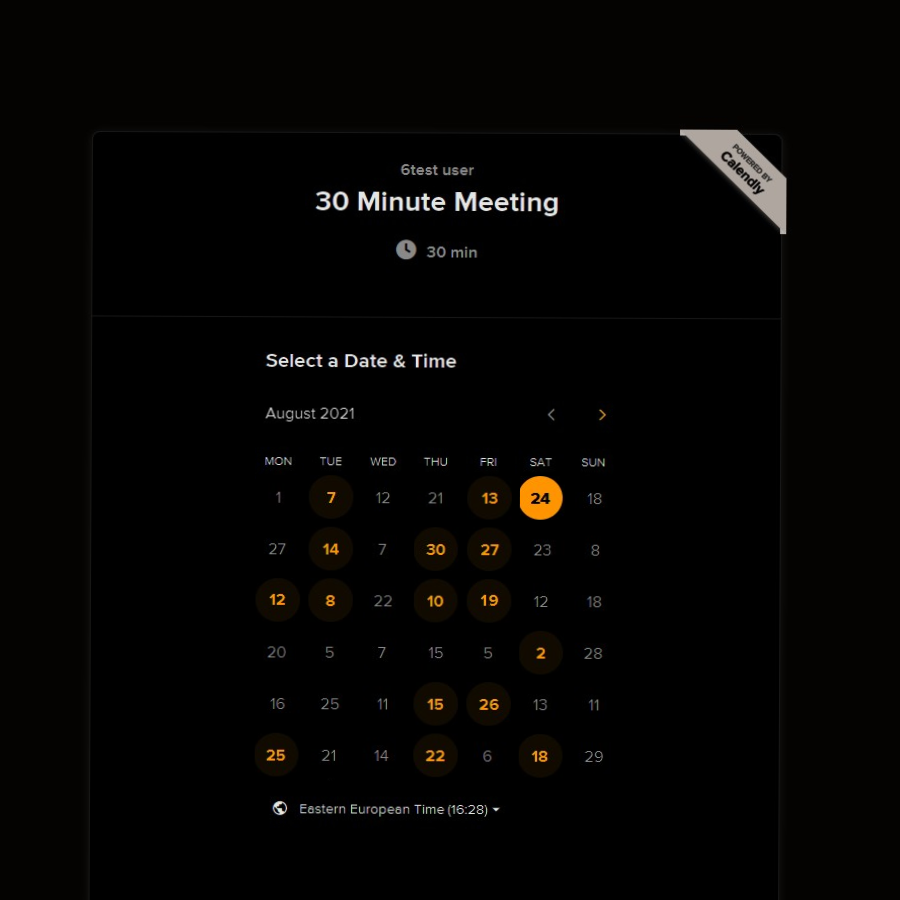 POWERED BY
Calendly
6test user
30 Minute Meeting
30 min
Select a Date & Time
August 2021
MON TUE WED THU FRI SAT SUN
1 7 12 21 13 24 18
27 14 7 30 27 23 8
12 8 22 10 19 12 18
20 5 7 15 5 2 28
16 25 11 15 26 13 11
25 21 14 22 6 18 29
Eastern European Time (16:28)